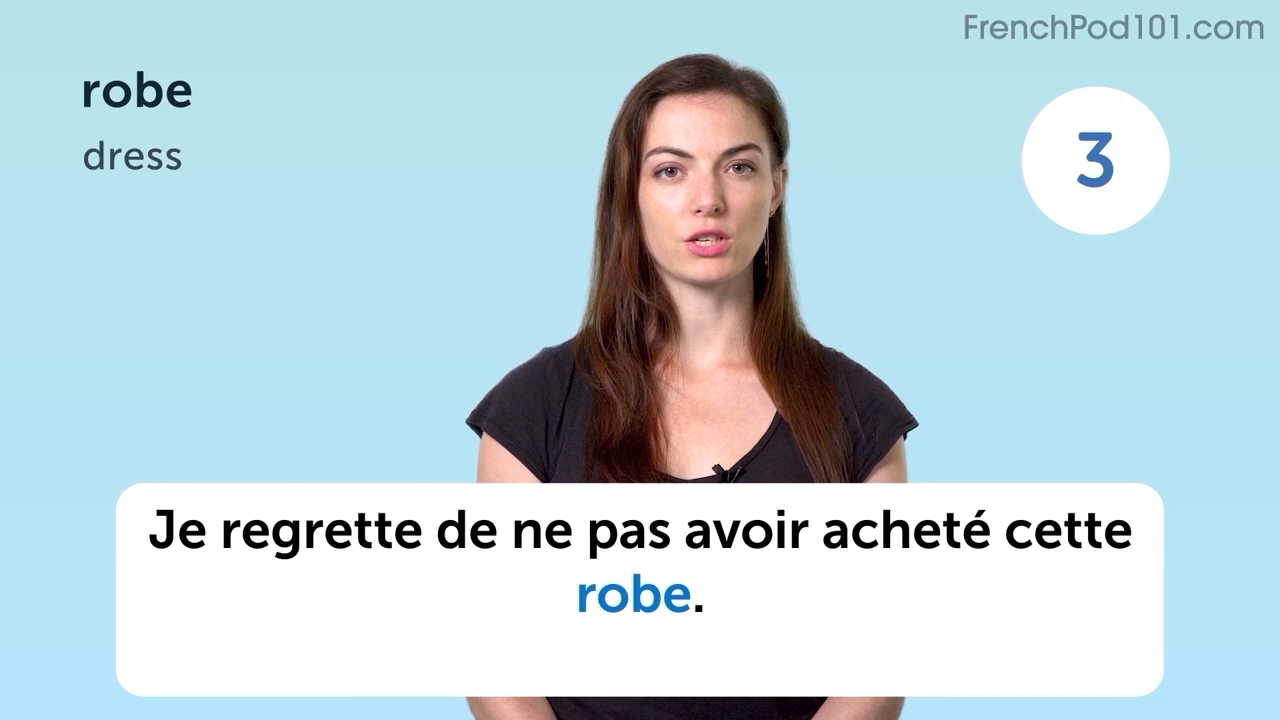 FrenchPod101.com
robe
dress
3
Je regrette de ne pas avoir acheté cette
robe.